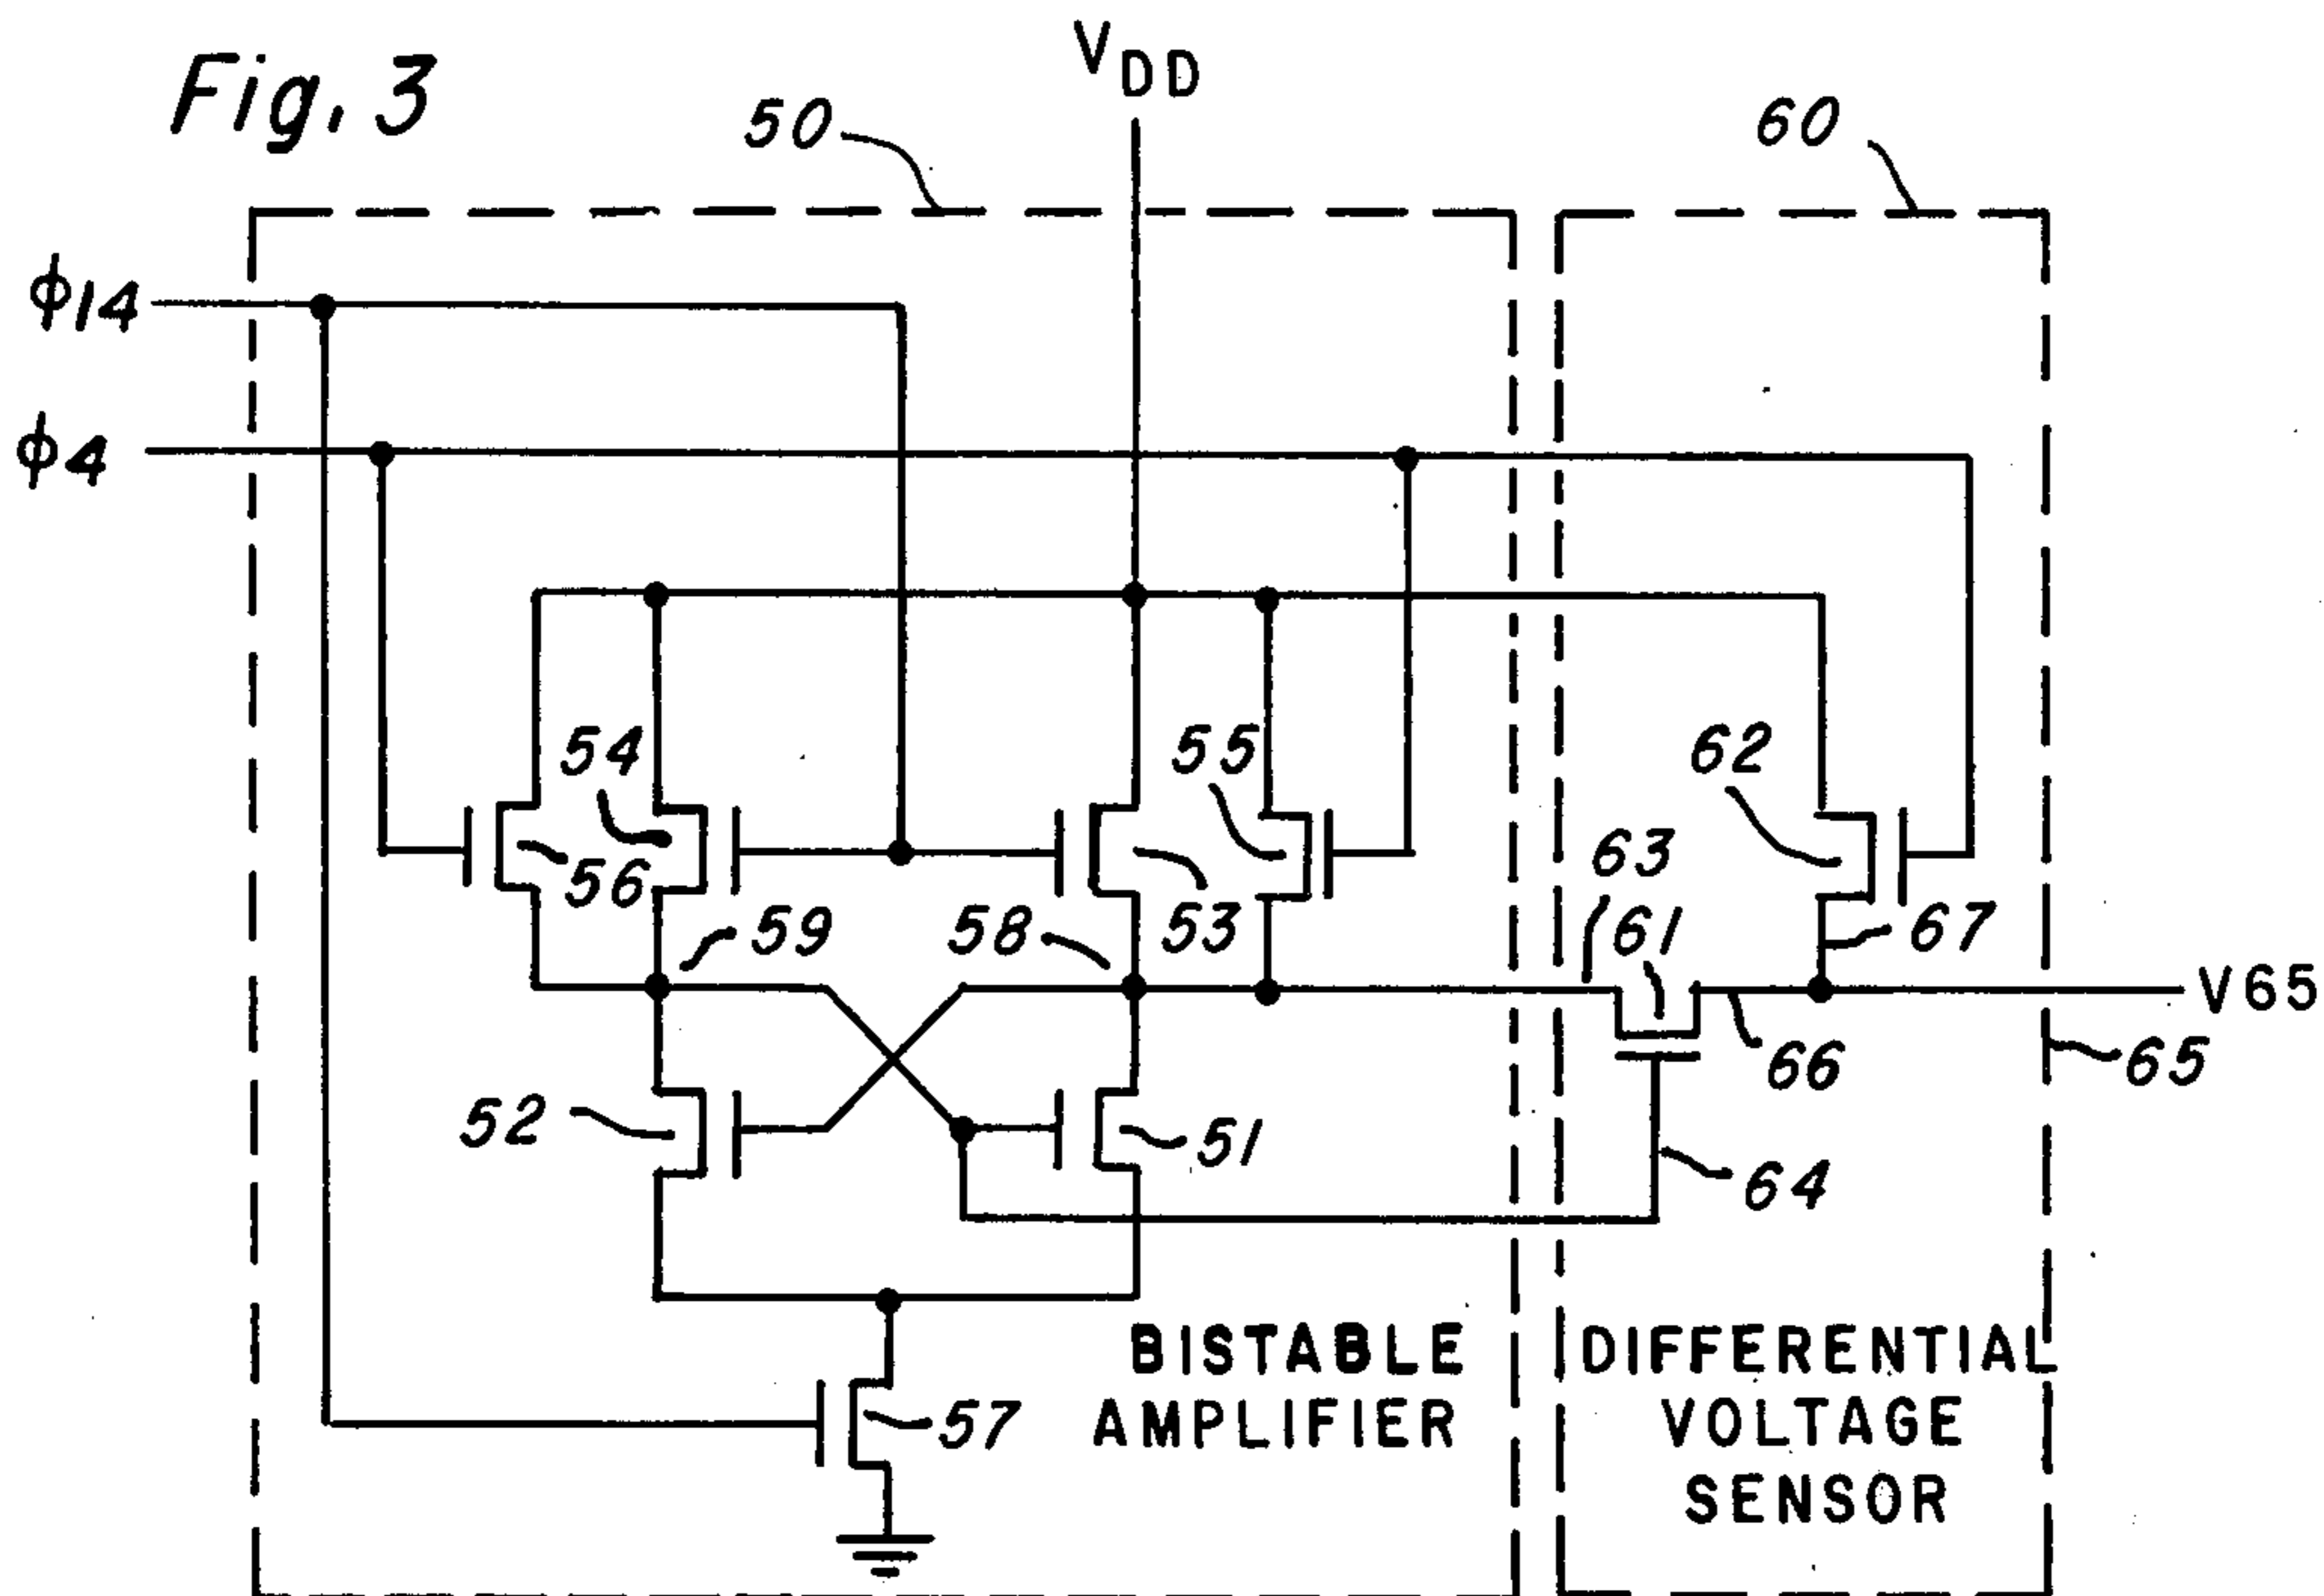 Fig. 3
VDD
50
60
ϕ14
ϕ4
54
55
62
56
63
59
58
53
61
67
V65
52
51
66
65
64
BISTABLE
AMPLIFIER
DIFFERENTIAL
VOLTAGE
SENSOR
57